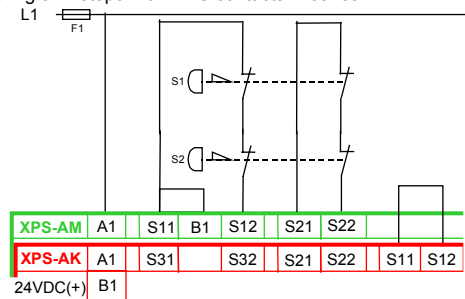 L1
F1
S1
S2
XPS-AM A1 S11 B1 S12 S21 S22
XPS-AK A1 S31 S32 S21 S22 S11 S12
24VDC(+) B1